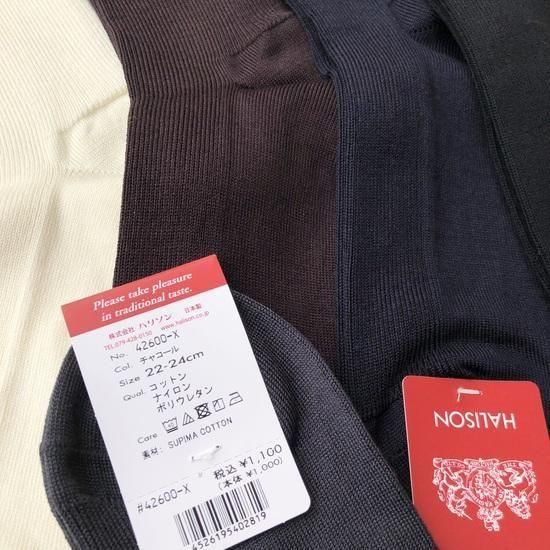 Please take pleasure
in traditional taste.
株式会社 ハリソン 日本製
TEL.079-428-0150 www.halison.co.jp
No. 42600-X
Col. チャコール
Size 22-24cm
Qual. コットン
ナイロン
ポリウレタン
Care
素材: SUPIMA COTTON
税込 ¥1,100
#42600-X (本体 ¥1,000)
4526195402819
HALISON